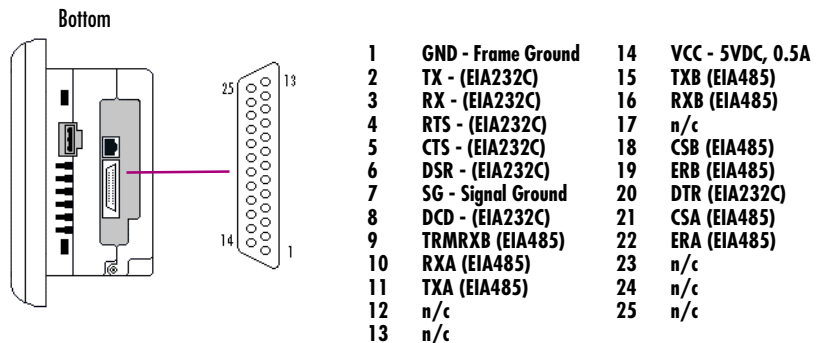 Bottom
25
13
14
1
1 GND - Frame Ground
2 TX - (EIA232C)
3 RX - (EIA232C)
4 RTS - (EIA232C)
5 CTS - (EIA232C)
6 DSR - (EIA232C)
7 SG - Signal Ground
8 DCD - (EIA232C)
9 TRMRXB (EIA485)
10 RXA (EIA485)
11 TXA (EIA485)
12 n/c
13 n/c
14 VCC - 5VDC, 0.5A
15 TXB (EIA485)
16 RXB (EIA485)
17 n/c
18 CSB (EIA485)
19 ERB (EIA485)
20 DTR (EIA232C)
21 CSA (EIA485)
22 ERA (EIA485)
23 n/c
24 n/c
25 n/c